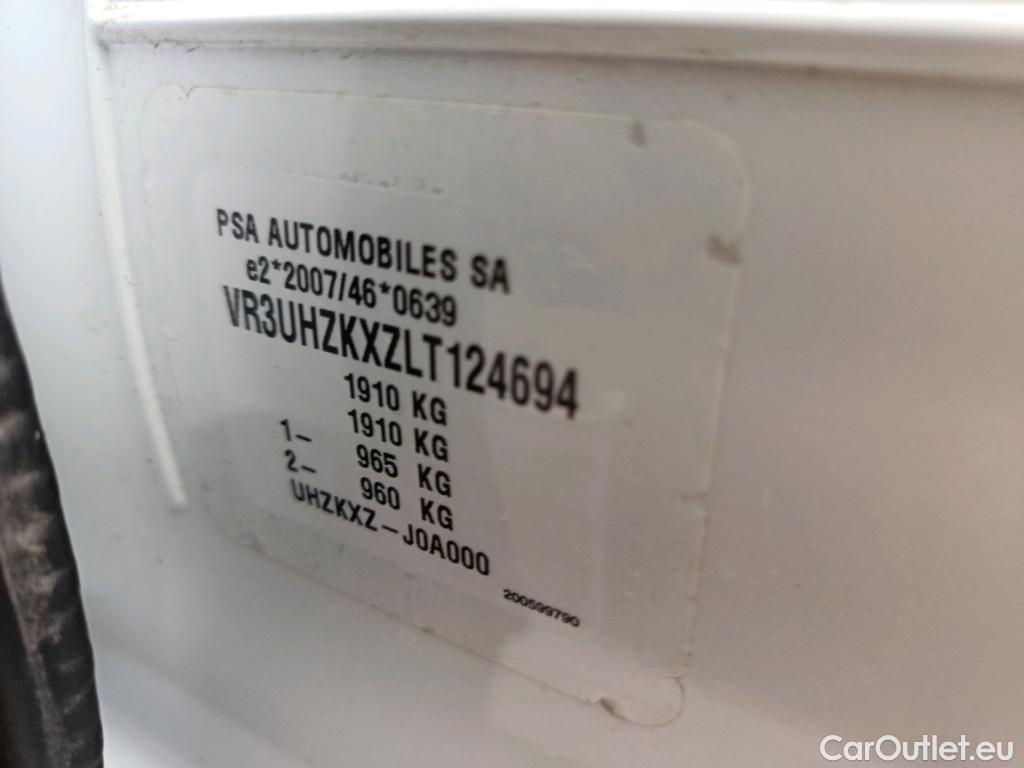 PSA AUTOMOBILES SA
e2*2007/46*0639
VR3UHZKXZLT124694
1910 KG
1910 KG
1- 965 KG
2- 960 KG
UHZKXZ-J0A000
200599790
CarOutlet.eu